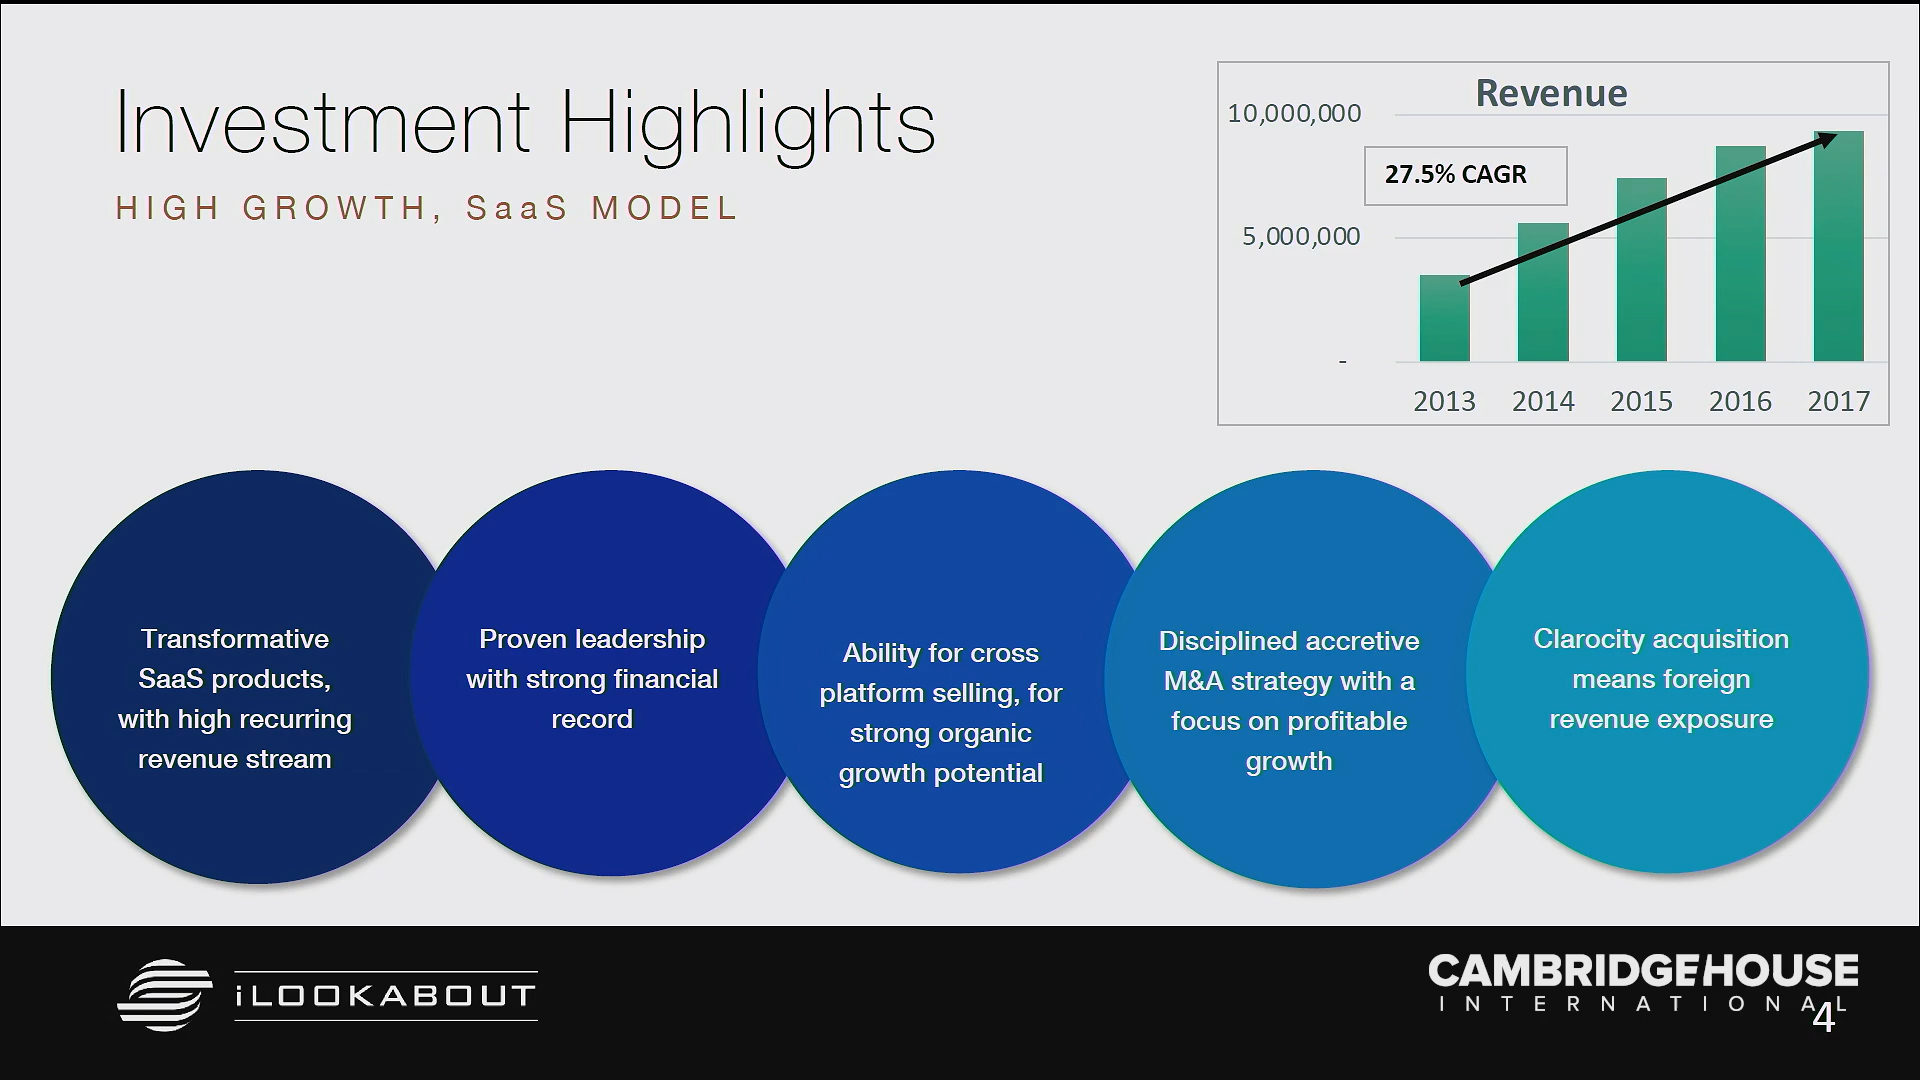 Investment Highlights
HIGH GROWTH, SaaS MODEL
Revenue
10,000,000
27.5% CAGR
5,000,000
-
2013 2014 2015 2016 2017
Transformative
SaaS products,
with high recurring
revenue stream
Proven leadership
with strong financial
record
Ability for cross
platform selling, for
strong organic
growth potential
Disciplined accretive
M&A strategy with a
focus on profitable
growth
Clarocity acquisition
means foreign
revenue exposure
iLOOKABOUT
CAMBRIDGEHOUSE
INTERNATIONAL
4